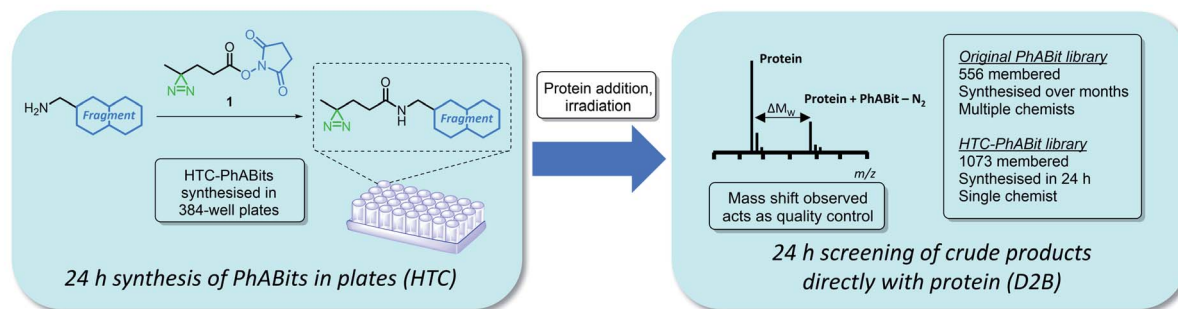 O
O
N
O
O
N=N
1
H₂N
Fragment
O
N
H
N=N
Fragment
HTC-PhABits
synthesised in
384-well plates
24 h synthesis of PhABits in plates (HTC)
Protein addition,
irradiation
Protein
Protein + PhABit – N₂
ΔMw
m/z
Mass shift observed
acts as quality control
Original PhABit library
556 membered
Synthesised over months
Multiple chemists
HTC-PhABit library
1073 membered
Synthesised in 24 h
Single chemist
24 h screening of crude products
directly with protein (D2B)